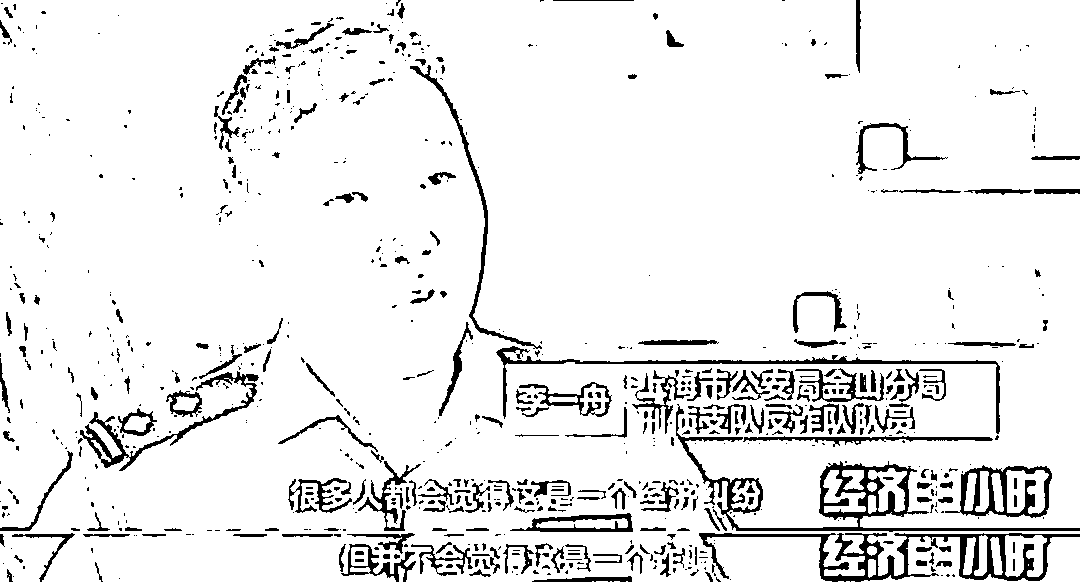 李一舟
上海市公安局金山分局
刑侦支队反诈队队员
很多人都会觉得这是一个经济纠纷
经济半小时
但并不会觉得这是一个诈骗
经济半小时